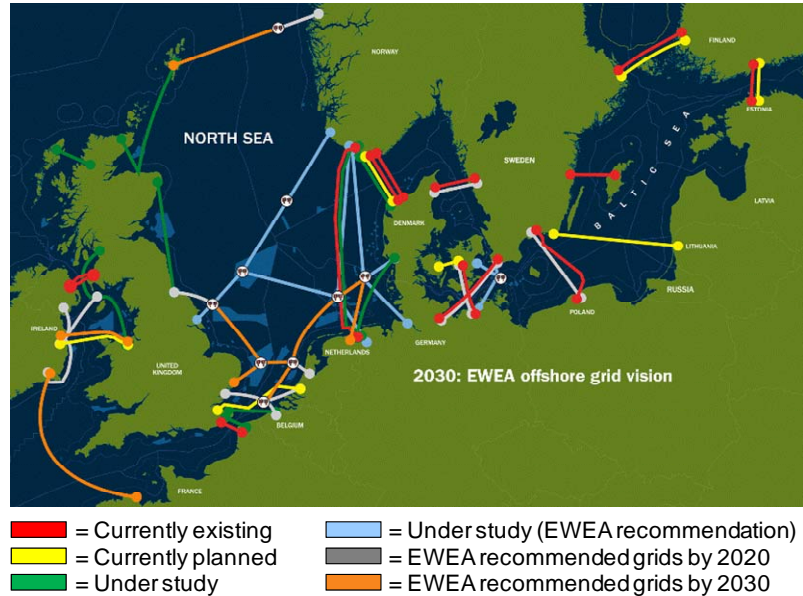 NORWAY
FINLAND
NORTH SEA
ESTONIA
SWEDEN
BALTIC SEA
DENMARK
LATVIA
LITHUANIA
RUSSIA
IRELAND
POLAND
GERMANY
NETHERLANDS
UNITED
KINGDOM
2030: EWEA offshore grid vision
BELGIUM
FRANCE
= Currently existing
= Currently planned
= Under study
= Under study (EWEA recommendation)
= EWEA recommended grids by 2020
= EWEA recommended grids by 2030